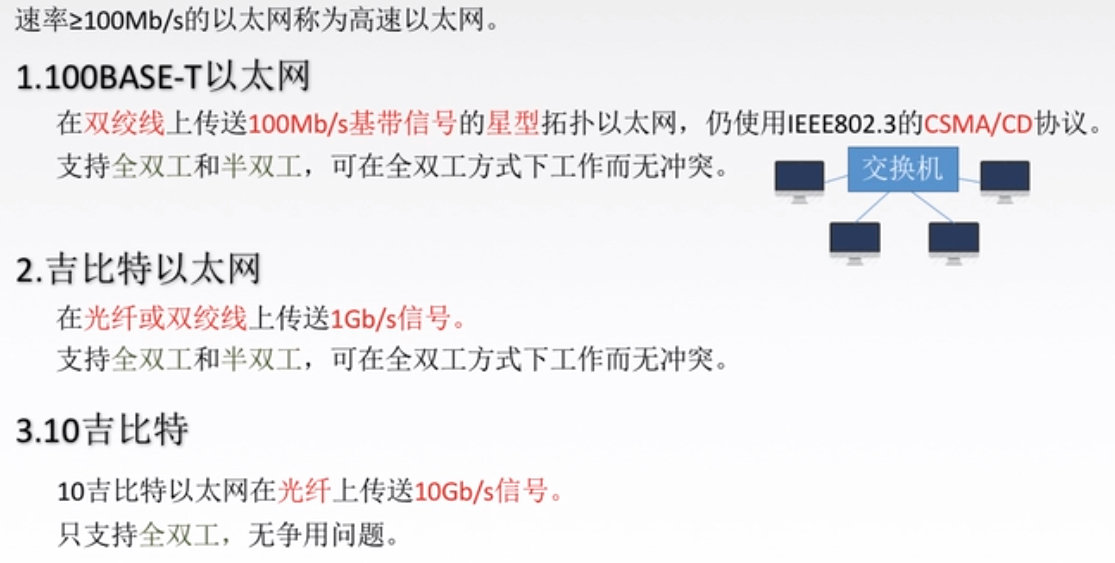 速率≥100Mb/s的以太网称为高速以太网。
1.100BASE-T以太网
在双绞线上传送100Mb/s基带信号的星型拓扑以太网，仍使用IEEE802.3的CSMA/CD协议。
支持全双工和半双工，可在全双工方式下工作而无冲突。
交换机
2.吉比特以太网
在光纤或双绞线上传送1Gb/s信号。
支持全双工和半双工，可在全双工方式下工作而无冲突。
3.10吉比特
10吉比特以太网在光纤上传送10Gb/s信号。
只支持全双工，无争用问题。